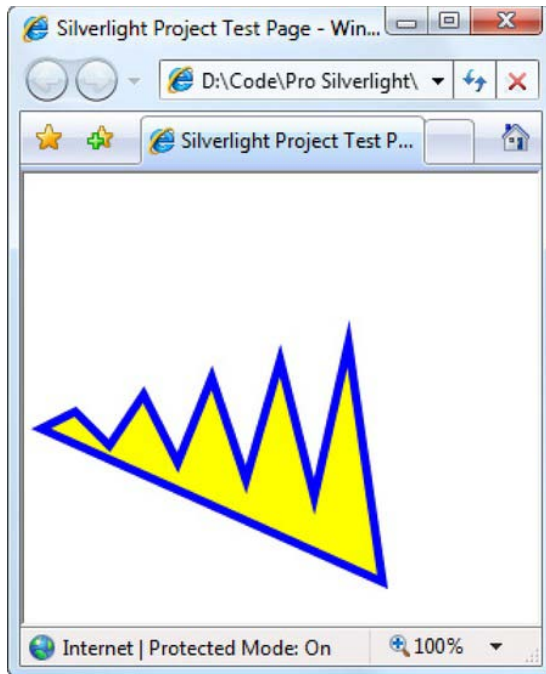 Silverlight Project Test Page - Win...
D:\Code\Pro Silverlight\
Silverlight Project Test P...
Internet | Protected Mode: On
100%